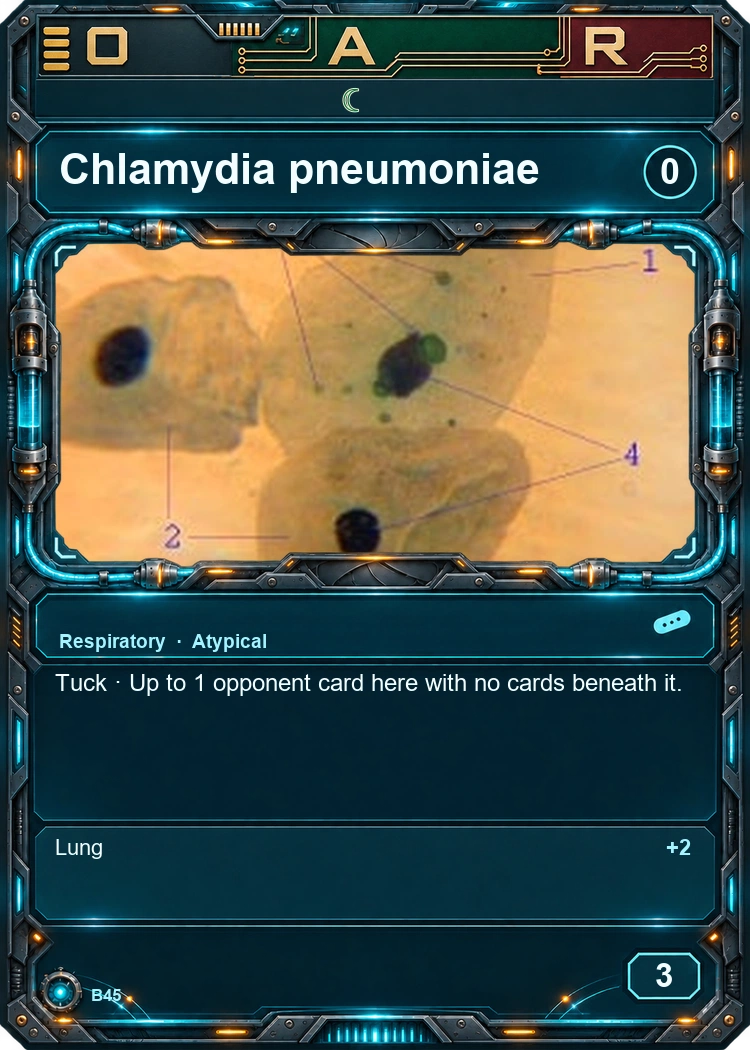 O A R
Chlamydia pneumoniae 0
1
4
2
Respiratory · Atypical
Tuck · Up to 1 opponent card here with no cards beneath it.
Lung +2
3
B45